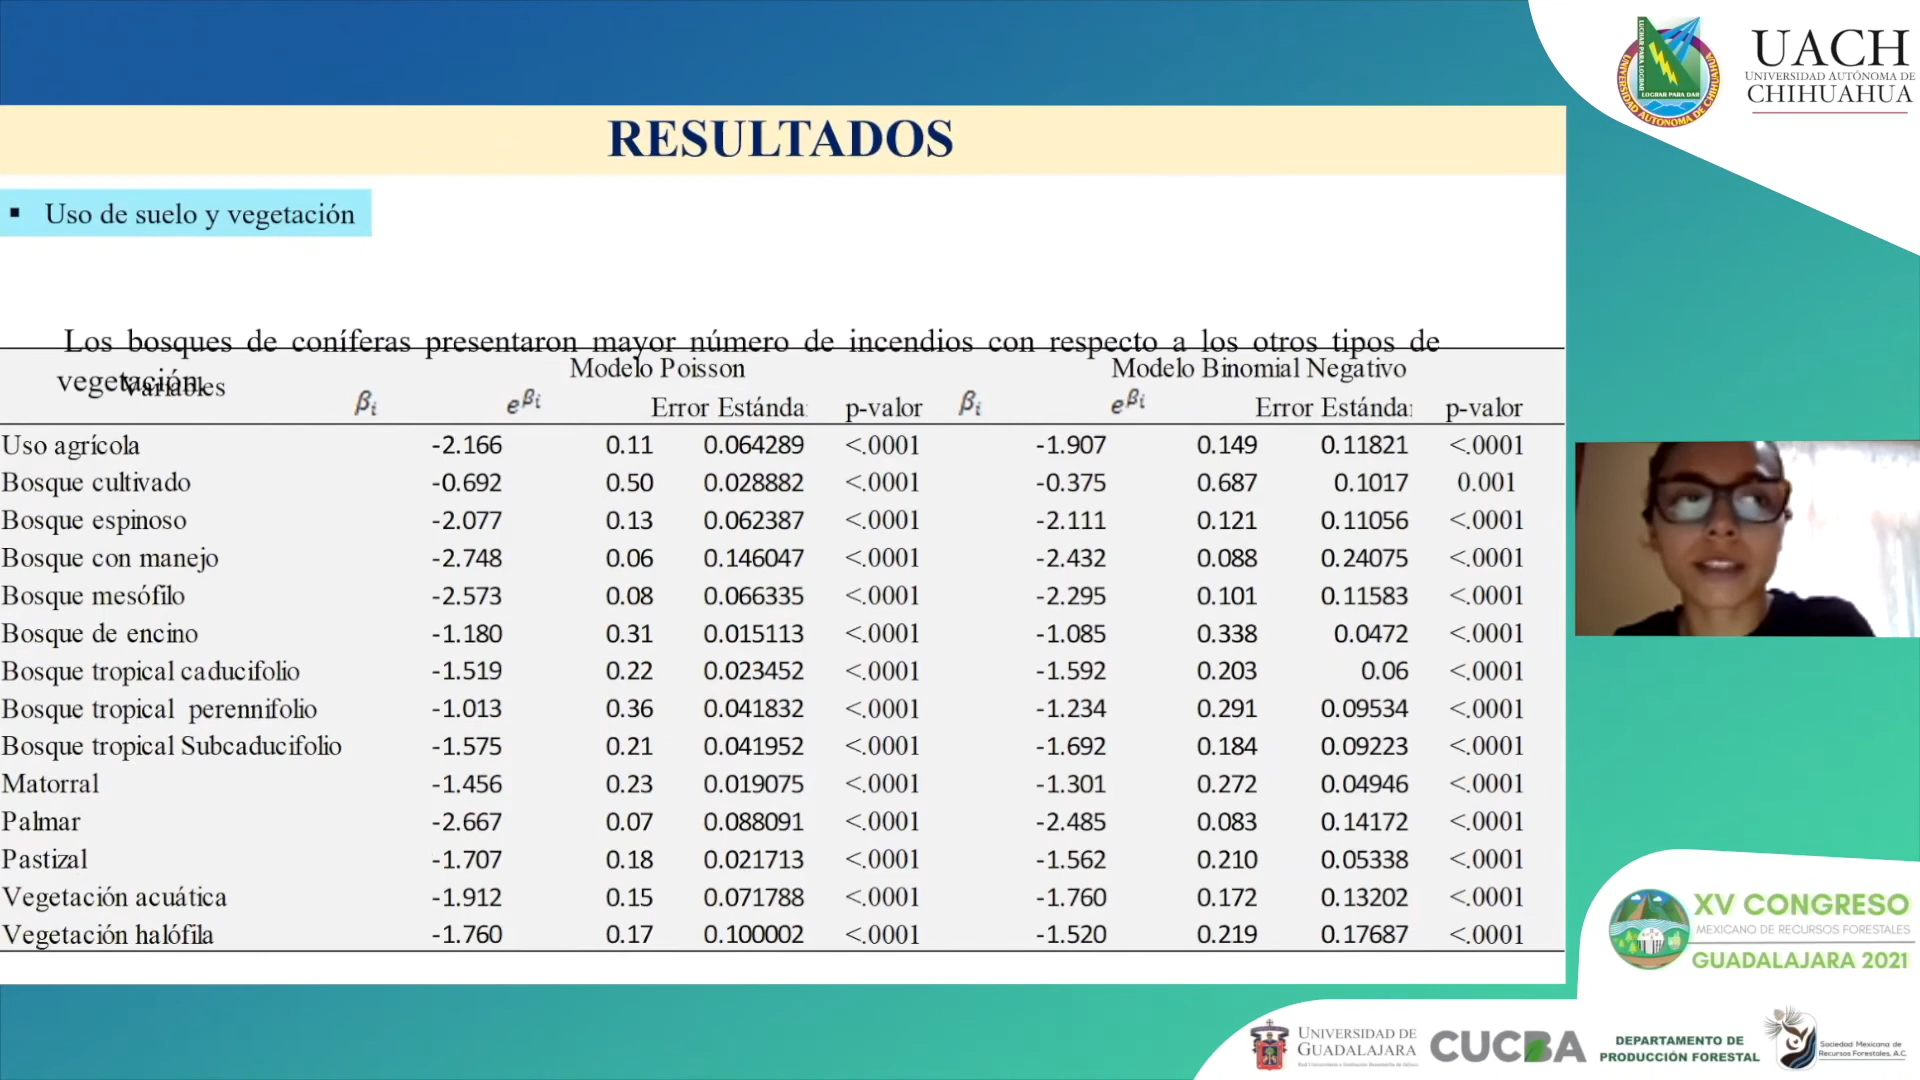 UACH
UNIVERSIDAD AUTÓNOMA DE
CHIHUAHUA
LUCHAR PARA LOGRAR
LOGRAR PARA DAR
UNIVERSIDAD AUTONOMA DE CHIHUAHUA
RESULTADOS
▪ Uso de suelo y vegetación
Los bosques de coníferas presentaron mayor número de incendios con respecto a los otros tipos de
vegetación.
Modelo Poisson Modelo Binomial Negativo
Variables βi e^βi Error Estánda p-valor βi e^βi Error Estánda p-valor
Uso agrícola -2.166 0.11 0.064289 <.0001 -1.907 0.149 0.11821 <.0001
Bosque cultivado -0.692 0.50 0.028882 <.0001 -0.375 0.687 0.1017 0.001
Bosque espinoso -2.077 0.13 0.062387 <.0001 -2.111 0.121 0.11056 <.0001
Bosque con manejo -2.748 0.06 0.146047 <.0001 -2.432 0.088 0.24075 <.0001
Bosque mesófilo -2.573 0.08 0.066335 <.0001 -2.295 0.101 0.11583 <.0001
Bosque de encino -1.180 0.31 0.015113 <.0001 -1.085 0.338 0.0472 <.0001
Bosque tropical caducifolio -1.519 0.22 0.023452 <.0001 -1.592 0.203 0.06 <.0001
Bosque tropical perennifolio -1.013 0.36 0.041832 <.0001 -1.234 0.291 0.09534 <.0001
Bosque tropical Subcaducifolio -1.575 0.21 0.041952 <.0001 -1.692 0.184 0.09223 <.0001
Matorral -1.456 0.23 0.019075 <.0001 -1.301 0.272 0.04946 <.0001
Palmar -2.667 0.07 0.088091 <.0001 -2.485 0.083 0.14172 <.0001
Pastizal -1.707 0.18 0.021713 <.0001 -1.562 0.210 0.05338 <.0001
Vegetación acuática -1.912 0.15 0.071788 <.0001 -1.760 0.172 0.13202 <.0001
Vegetación halófila -1.760 0.17 0.100002 <.0001 -1.520 0.219 0.17687 <.0001
XV CONGRESO
MEXICANO DE RECURSOS FORESTALES
GUADALAJARA 2021
UNIVERSIDAD DE
GUADALAJARA
CUCBA
DEPARTAMENTO DE
PRODUCCIÓN FORESTAL
Sociedad Mexicana de
Recursos Forestales, A.C.